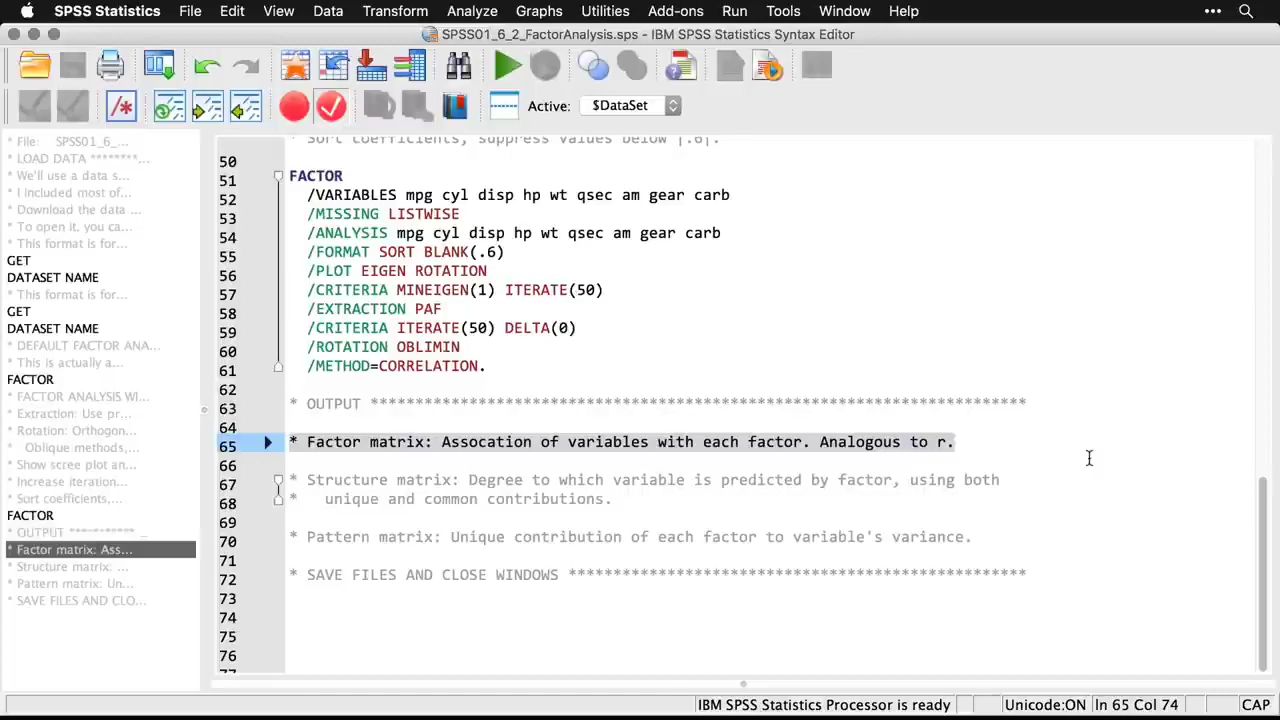 SPSS Statistics File Edit View Data Transform Analyze Graphs Utilities Add-ons Run Tools Window Help
SPSS01_6_2_FactorAnalysis.sps - IBM SPSS Statistics Syntax Editor
Active: $DataSet
* File: SPSS01_6_...
* LOAD DATA ********,...
* We'll use a data s...
* I Included most of...
* Download the data ...
* To open it, you ca...
* This format is for...
GET
DATASET NAME
* This format is for...
GET
DATASET NAME
* DEFAULT FACTOR ANA...
* This is actually a...
FACTOR
* FACTOR ANALYSIS WI...
* Extraction: Use pr...
* Rotation: Orthogon...
Oblique methods,...
* Show scree plot an...
* Increase iteration...
* Sort coefficients,...
FACTOR
* OUTPUT ***********
* Factor matrix: Ass...
* Structure matrix: ...
* Pattern matrix: Un...
* SAVE FILES AND CLO...
* Sort coefficients, suppress values below |.6|.
50
51 FACTOR
52 /VARIABLES mpg cyl disp hp wt qsec am gear carb
53 /MISSING LISTWISE
54 /ANALYSIS mpg cyl disp hp wt qsec am gear carb
55 /FORMAT SORT BLANK(.6)
56 /PLOT EIGEN ROTATION
57 /CRITERIA MINEIGEN(1) ITERATE(50)
58 /EXTRACTION PAF
59 /CRITERIA ITERATE(50) DELTA(0)
60 /ROTATION OBLIMIN
61 /METHOD=CORRELATION.
62
63 * OUTPUT *************************************************************************
64
65 * Factor matrix: Assocation of variables with each factor. Analogous to r.
66
67 * Structure matrix: Degree to which variable is predicted by factor, using both
68 * unique and common contributions.
69
70 * Pattern matrix: Unique contribution of each factor to variable's variance.
71
72 * SAVE FILES AND CLOSE WINDOWS ***************************************************
73
74
75
76
77
IBM SPSS Statistics Processor is ready Unicode:ON In 65 Col 74 CAP